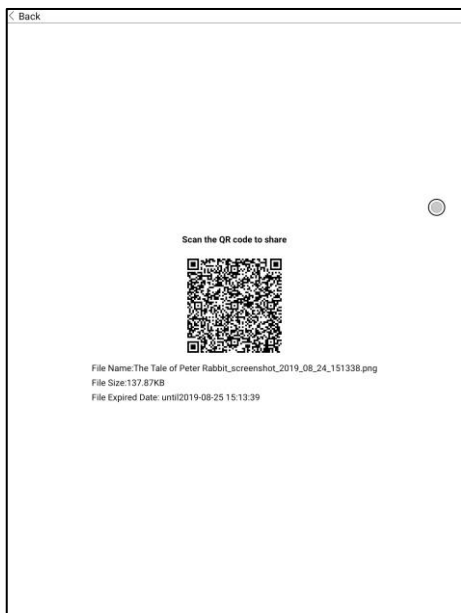 Back
Scan the QR code to share
File Name:The Tale of Peter Rabbit_screenshot_2019_08_24_151338.png
File Size:137.87KB
File Expired Date: until2019-08-25 15:13:39